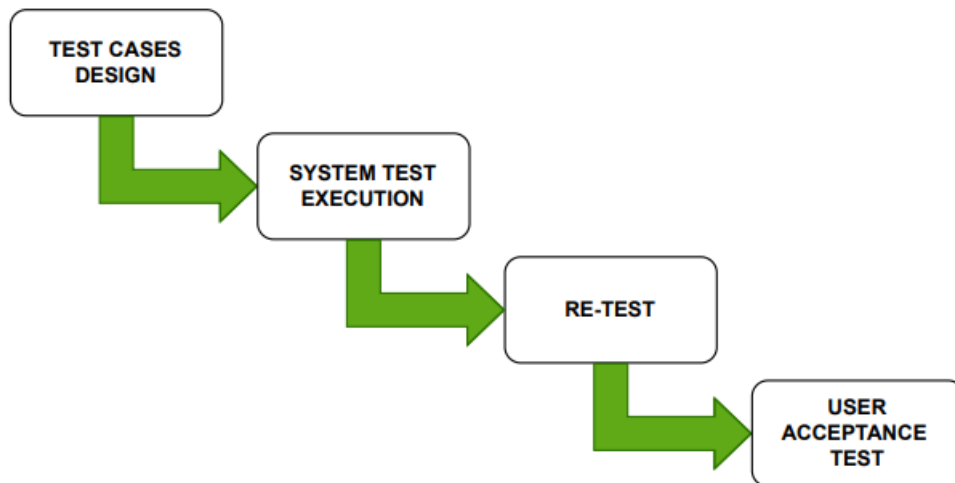 TEST CASES
DESIGN
SYSTEM TEST
EXECUTION
RE-TEST
USER
ACCEPTANCE
TEST